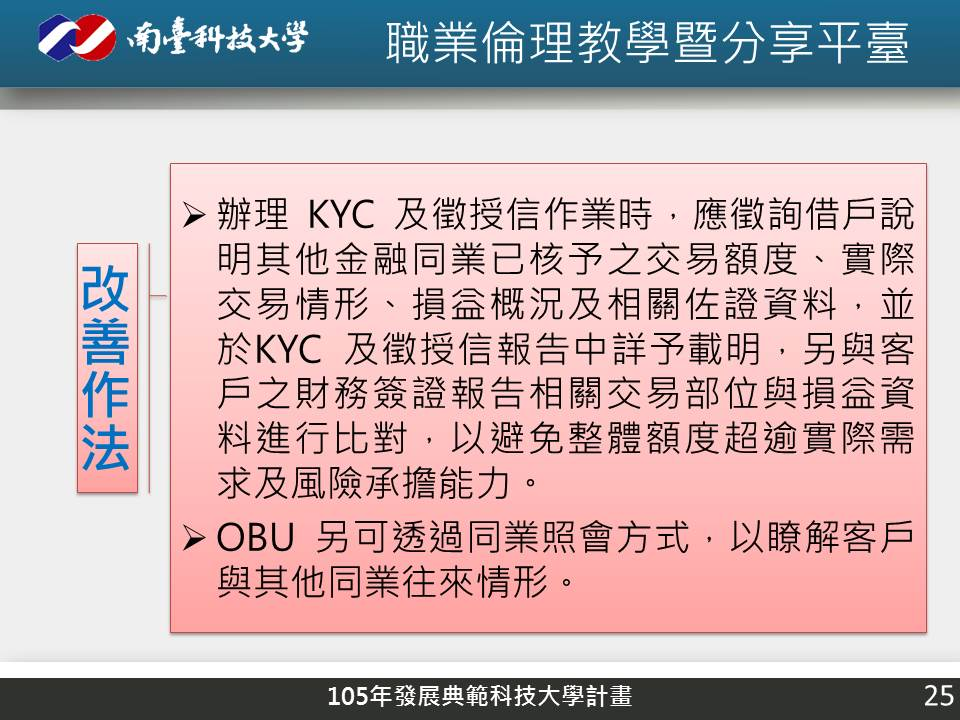 南臺科技大學
職業倫理教學暨分享平臺
改善作法
➢ 辦理 KYC 及徵授信作業時，應徵詢借戶說
明其他金融同業已核予之交易額度、實際
交易情形、損益概況及相關佐證資料，並
於KYC 及徵授信報告中詳予載明，另與客
戶之財務簽證報告相關交易部位與損益資
料進行比對，以避免整體額度超逾實際需
求及風險承擔能力。
➢ OBU 另可透過同業照會方式，以瞭解客戶
與其他同業往來情形。
105年發展典範科技大學計畫
25